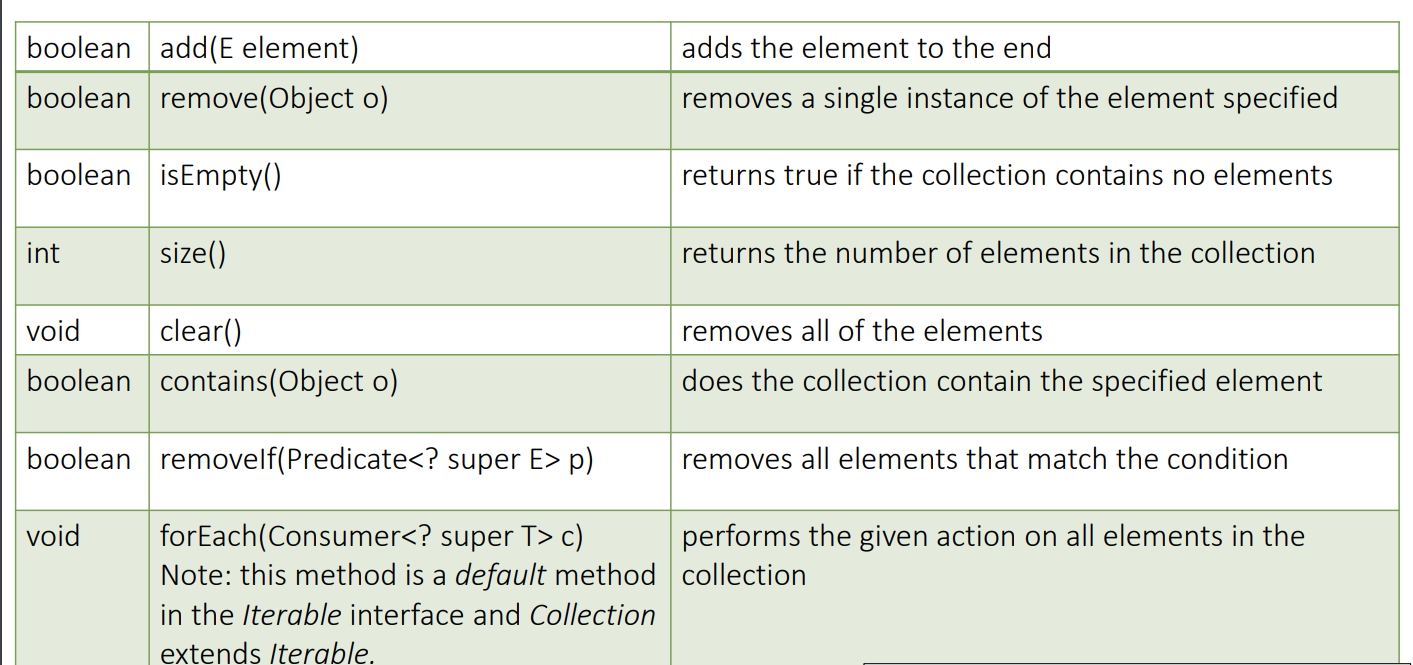 boolean add(E element) adds the element to the end
boolean remove(Object o) removes a single instance of the element specified
boolean isEmpty() returns true if the collection contains no elements
int size() returns the number of elements in the collection
void clear() removes all of the elements
boolean contains(Object o) does the collection contain the specified element
boolean removeIf(Predicate<? super E> p) removes all elements that match the condition
void forEach(Consumer<? super T> c) performs the given action on all elements in the
Note: this method is a default method collection
in the Iterable interface and Collection
extends Iterable.